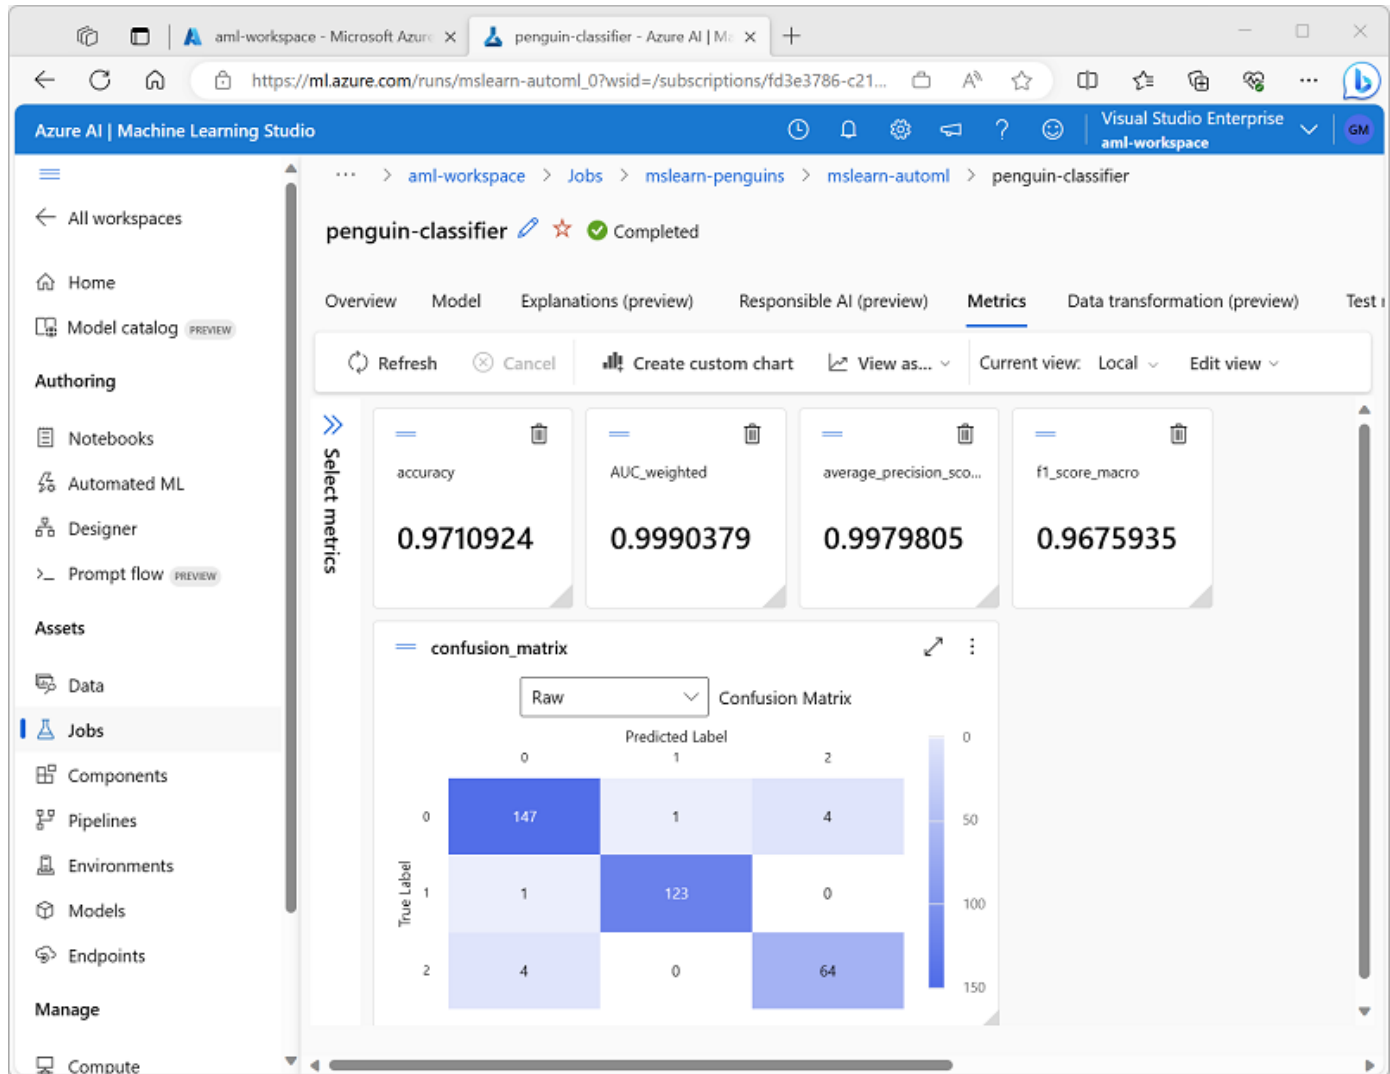 aml-workspace - Microsoft Azure
penguin-classifier - Azure AI | Ma
https://ml.azure.com/runs/mslearn-automl_0?wsid=/subscriptions/fd3e3786-c21...
Azure AI | Machine Learning Studio
Visual Studio Enterprise
aml-workspace
GM
All workspaces
Home
Model catalog PREVIEW
Authoring
Notebooks
Automated ML
Designer
Prompt flow PREVIEW
Assets
Data
Jobs
Components
Pipelines
Environments
Models
Endpoints
Manage
Compute
... > aml-workspace > Jobs > mslearn-penguins > mslearn-automl > penguin-classifier
penguin-classifier Completed
Overview Model Explanations (preview) Responsible AI (preview) Metrics Data transformation (preview) Test
Refresh Cancel Create custom chart View as... Current view: Local Edit view
Select metrics
accuracy
0.9710924
AUC_weighted
0.9990379
average_precision_sco...
0.9979805
f1_score_macro
0.9675935
confusion_matrix
Raw Confusion Matrix
Predicted Label
0 1 2
True Label
0 147 1 4
1 1 123 0
2 4 0 64
0
50
100
150